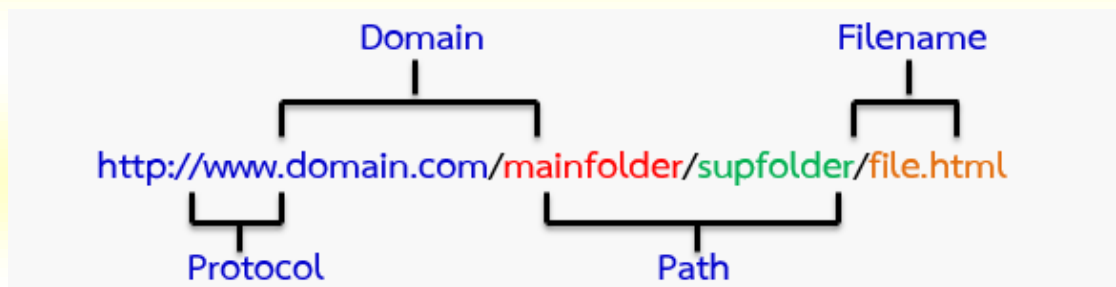 Domain Filename
http://www.domain.com/mainfolder/supfolder/file.html
Protocol Path